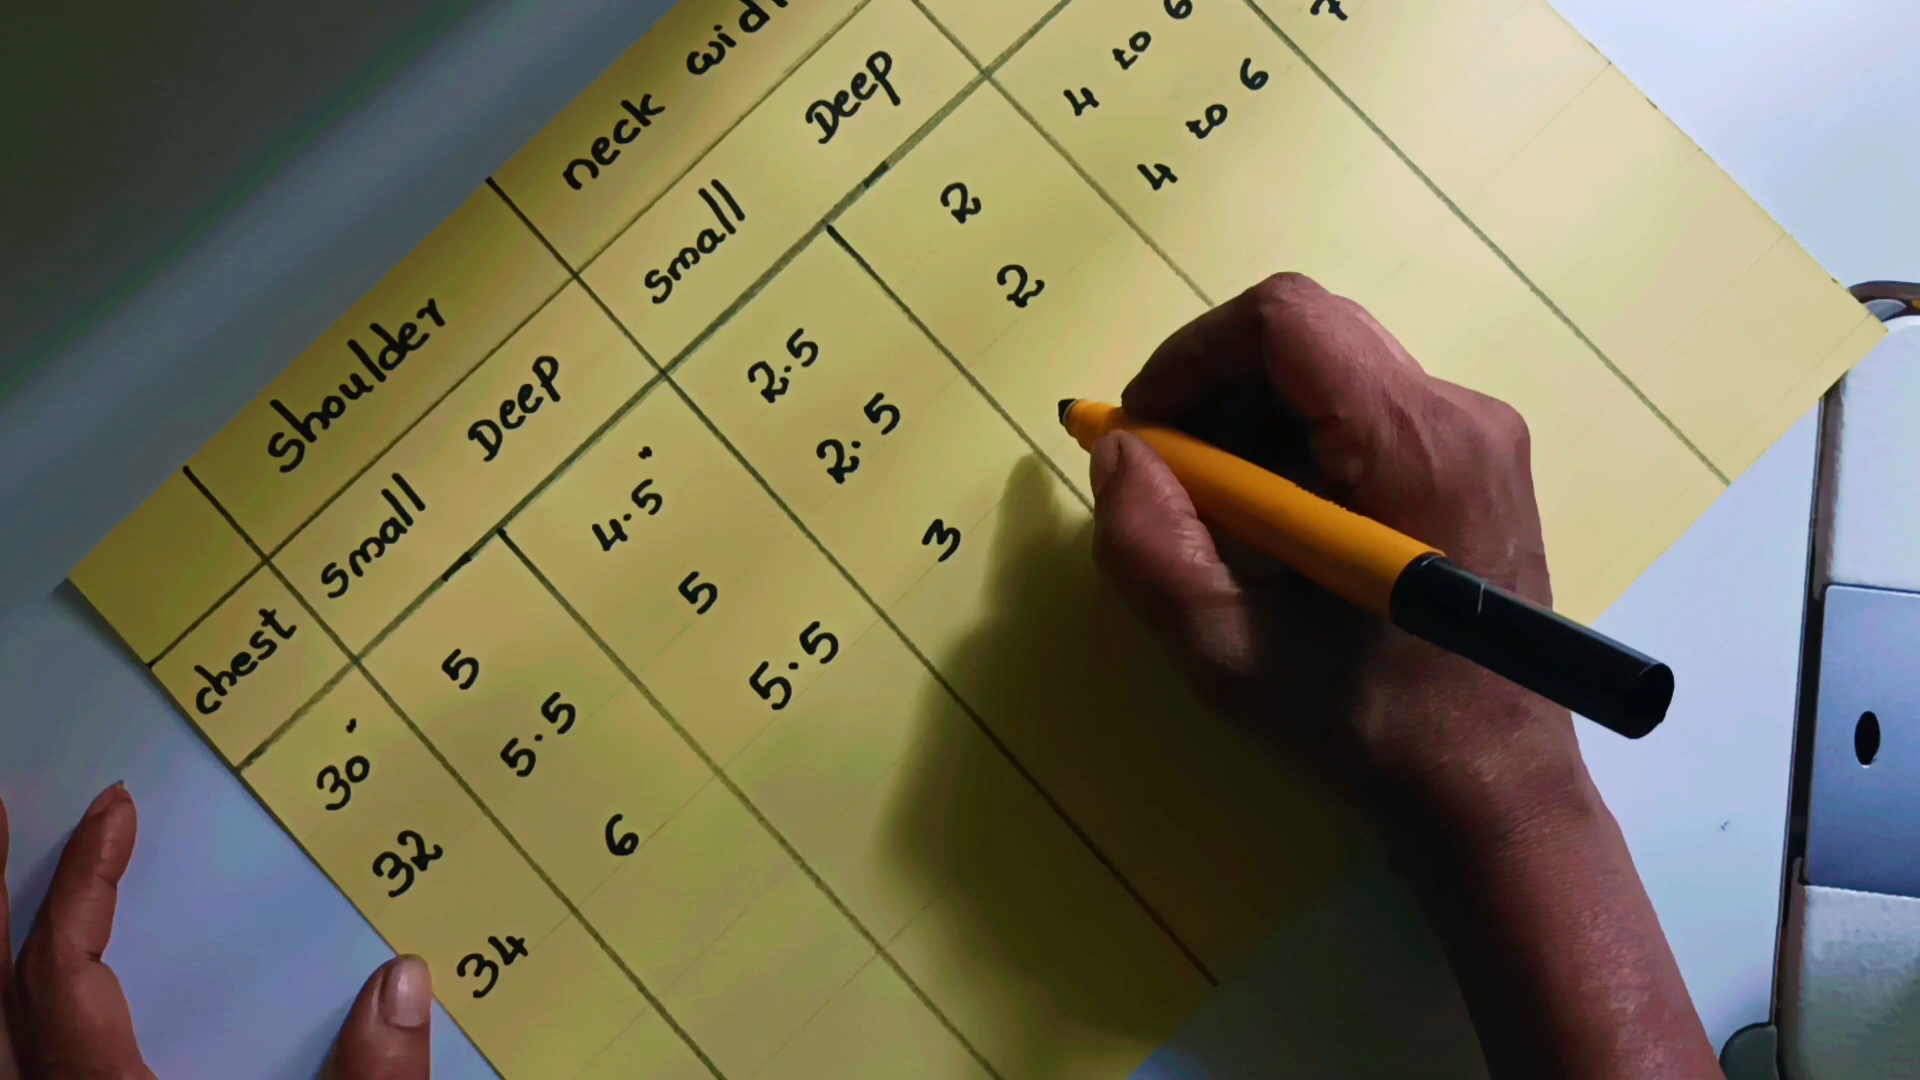 Shoulder neck
Small Deep Small Deep
chest
30" 5 4.5" 2.5 2 4 to 6 7
32 5.5 5 2.5 2 4 to 6
34 6 5.5 3